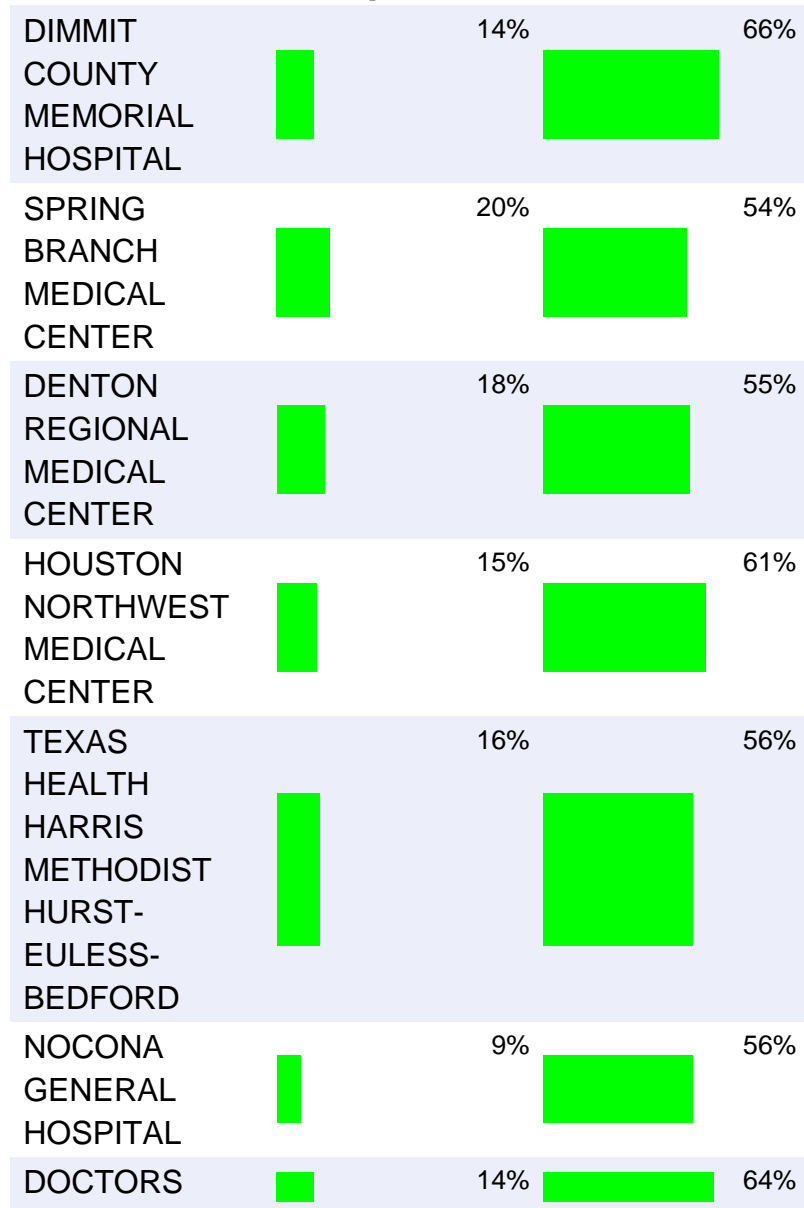 DIMMIT 14% 66%
COUNTY
MEMORIAL
HOSPITAL
SPRING 20% 54%
BRANCH
MEDICAL
CENTER
DENTON 18% 55%
REGIONAL
MEDICAL
CENTER
HOUSTON 15% 61%
NORTHWEST
MEDICAL
CENTER
TEXAS 16% 56%
HEALTH
HARRIS
METHODIST
HURST-
EULESS-
BEDFORD
NOCONA 9% 56%
GENERAL
HOSPITAL
DOCTORS 14% 64%